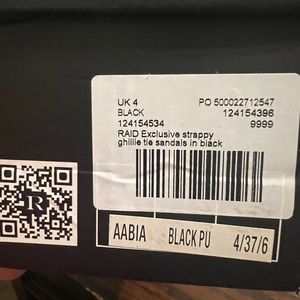 UK 4 PO 500022712547
BLACK 124154396
124154534 9999
RAID Exclusive strappy
ghillie tie sandals in black
R
AABIA BLACK PU 4/37/6